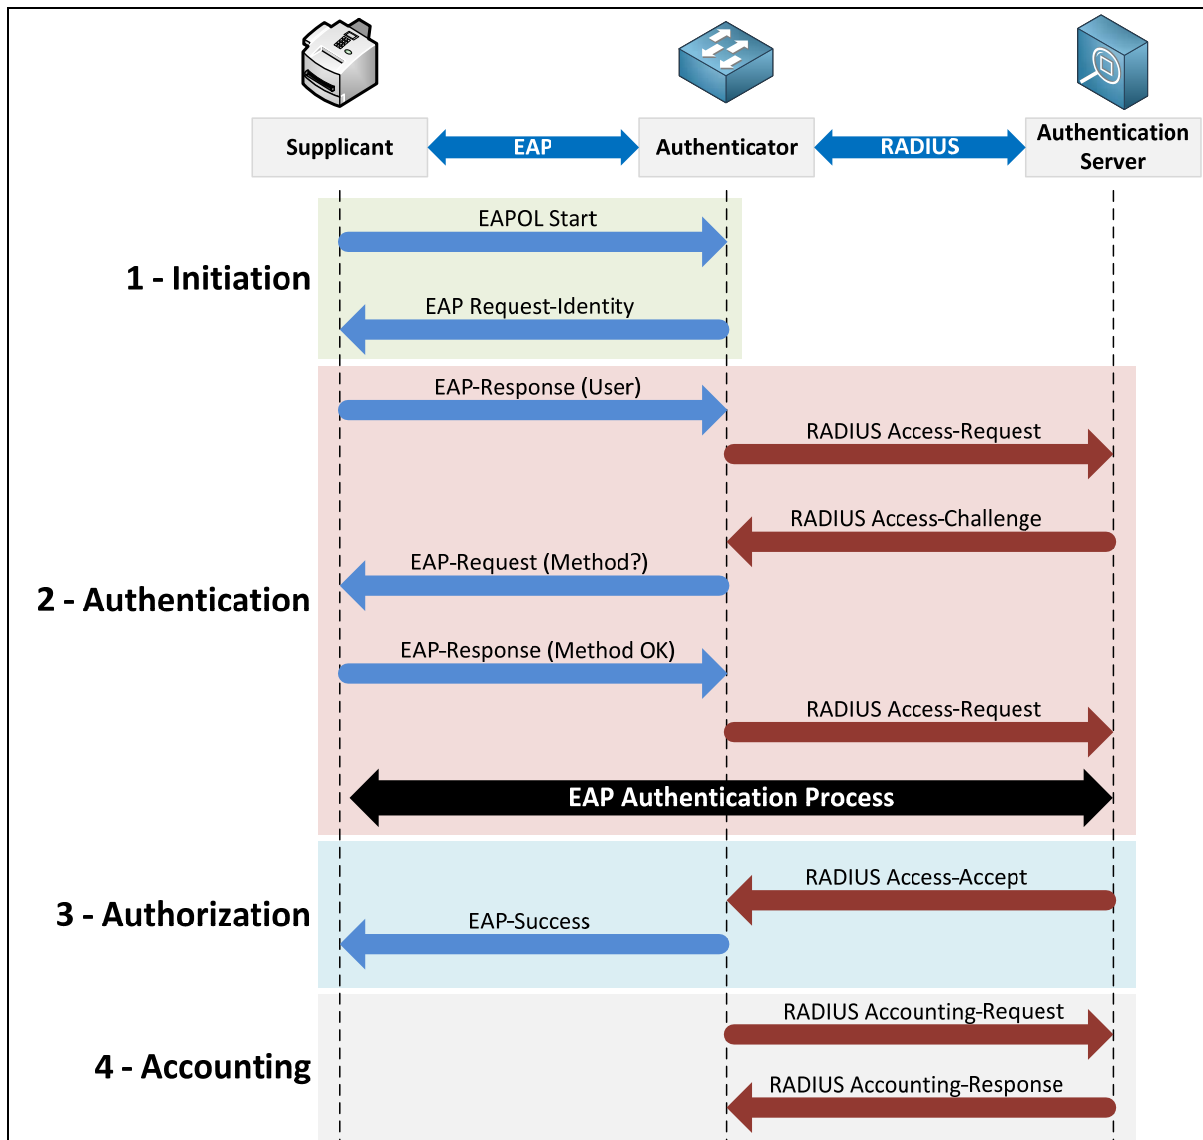 Supplicant
EAP
Authenticator
RADIUS
Authentication
Server
EAPOL Start
1 - Initiation
EAP Request-Identity
EAP-Response (User)
RADIUS Access-Request
RADIUS Access-Challenge
EAP-Request (Method?)
2 - Authentication
EAP-Response (Method OK)
RADIUS Access-Request
EAP Authentication Process
RADIUS Access-Accept
3 - Authorization
EAP-Success
RADIUS Accounting-Request
4 - Accounting
RADIUS Accounting-Response